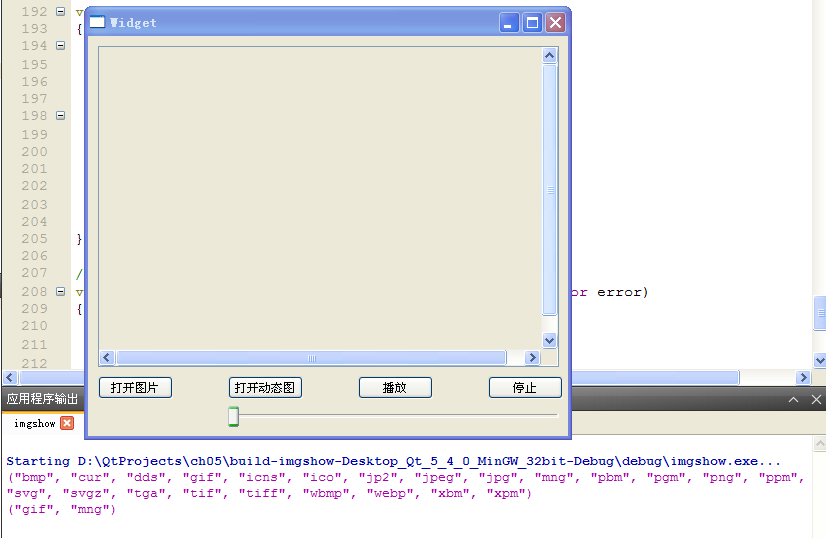 192
Widget
193 {
194
195
196
197
198
199
200
201
202
203
204
205 }
206
207 /
208 or error)
209 {
210
211
212
打开图片 打开动态图 播放 停止
应用程序输出
imgshow
Starting D:\QtProjects\ch05\build-imgshow-Desktop_Qt_5_4_0_MinGW_32bit-Debug\debug\imgshow.exe...
("bmp", "cur", "dds", "gif", "icns", "ico", "jp2", "jpeg", "jpg", "mng", "pbm", "pgm", "png", "ppm",
"svg", "svgz", "tga", "tif", "tiff", "wbmp", "webp", "xbm", "xpm")
("gif", "mng")